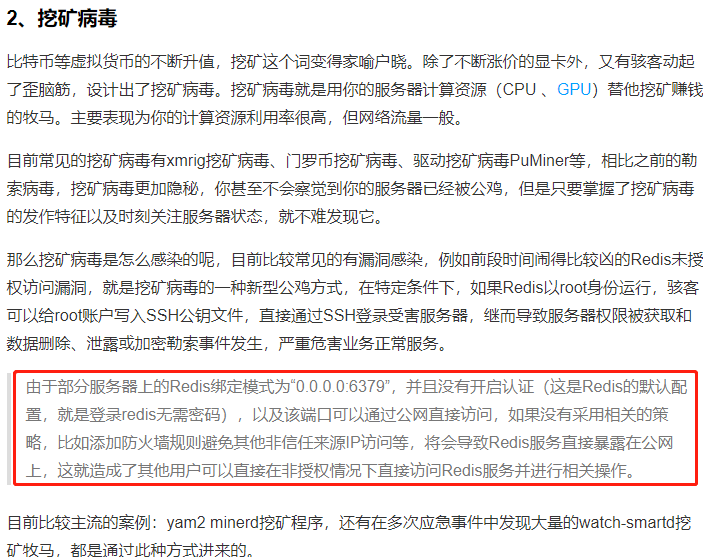 2、挖矿病毒
比特币等虚拟货币的不断升值，挖矿这个词变得家喻户晓。除了不断涨价的显卡外，又有骇客动起
了歪脑筋，设计出了挖矿病毒。挖矿病毒就是用你的服务器计算资源（CPU 、GPU）替他挖矿赚钱
的牧马。主要表现为你的计算资源利用率很高，但网络流量一般。
目前常见的挖矿病毒有xmrig挖矿病毒、门罗币挖矿病毒、驱动挖矿病毒PuMiner等，相比之前的勒
索病毒，挖矿病毒更加隐秘，你甚至不会察觉到你的服务器已经被公鸡，但是只要掌握了挖矿病毒
的发作特征以及时刻关注服务器状态，就不难发现它。
那么挖矿病毒是怎么感染的呢，目前比较常见的有漏洞感染，例如前段时间闹得比较凶的Redis未授
权访问漏洞，就是挖矿病毒的一种新型公鸡方式，在特定条件下，如果Redis以root身份运行，骇客
可以给root账户写入SSH公钥文件，直接通过SSH登录受害服务器，继而导致服务器权限被获取和
数据删除、泄露或加密勒索事件发生，严重危害业务正常服务。
由于部分服务器上的Redis绑定模式为“0.0.0.0:6379”，并且没有开启认证（这是Redis的默认配
置，就是登录redis无需密码），以及该端口可以通过公网直接访问，如果没有采用相关的策
略，比如添加防火墙规则避免其他非信任来源IP访问等，将会导致Redis服务直接暴露在公网
上，这就造成了其他用户可以直接在非授权情况下直接访问Redis服务并进行相关操作。
目前比较主流的案例：yam2 minerd挖矿程序，还有在多次应急事件中发现大量的watch-smartd挖
矿牧马，都是通过此种方式进来的。